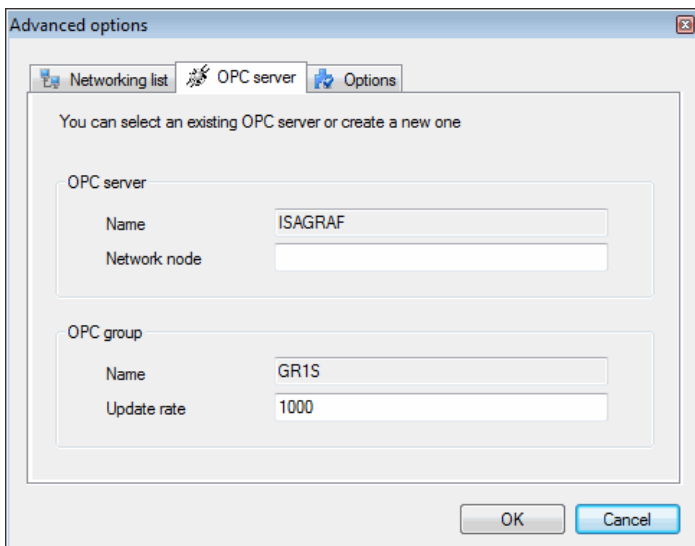 Advanced options
Networking list OPC server Options
You can select an existing OPC server or create a new one
OPC server
Name ISAGRAF
Network node
OPC group
Name GR1S
Update rate 1000
OK Cancel